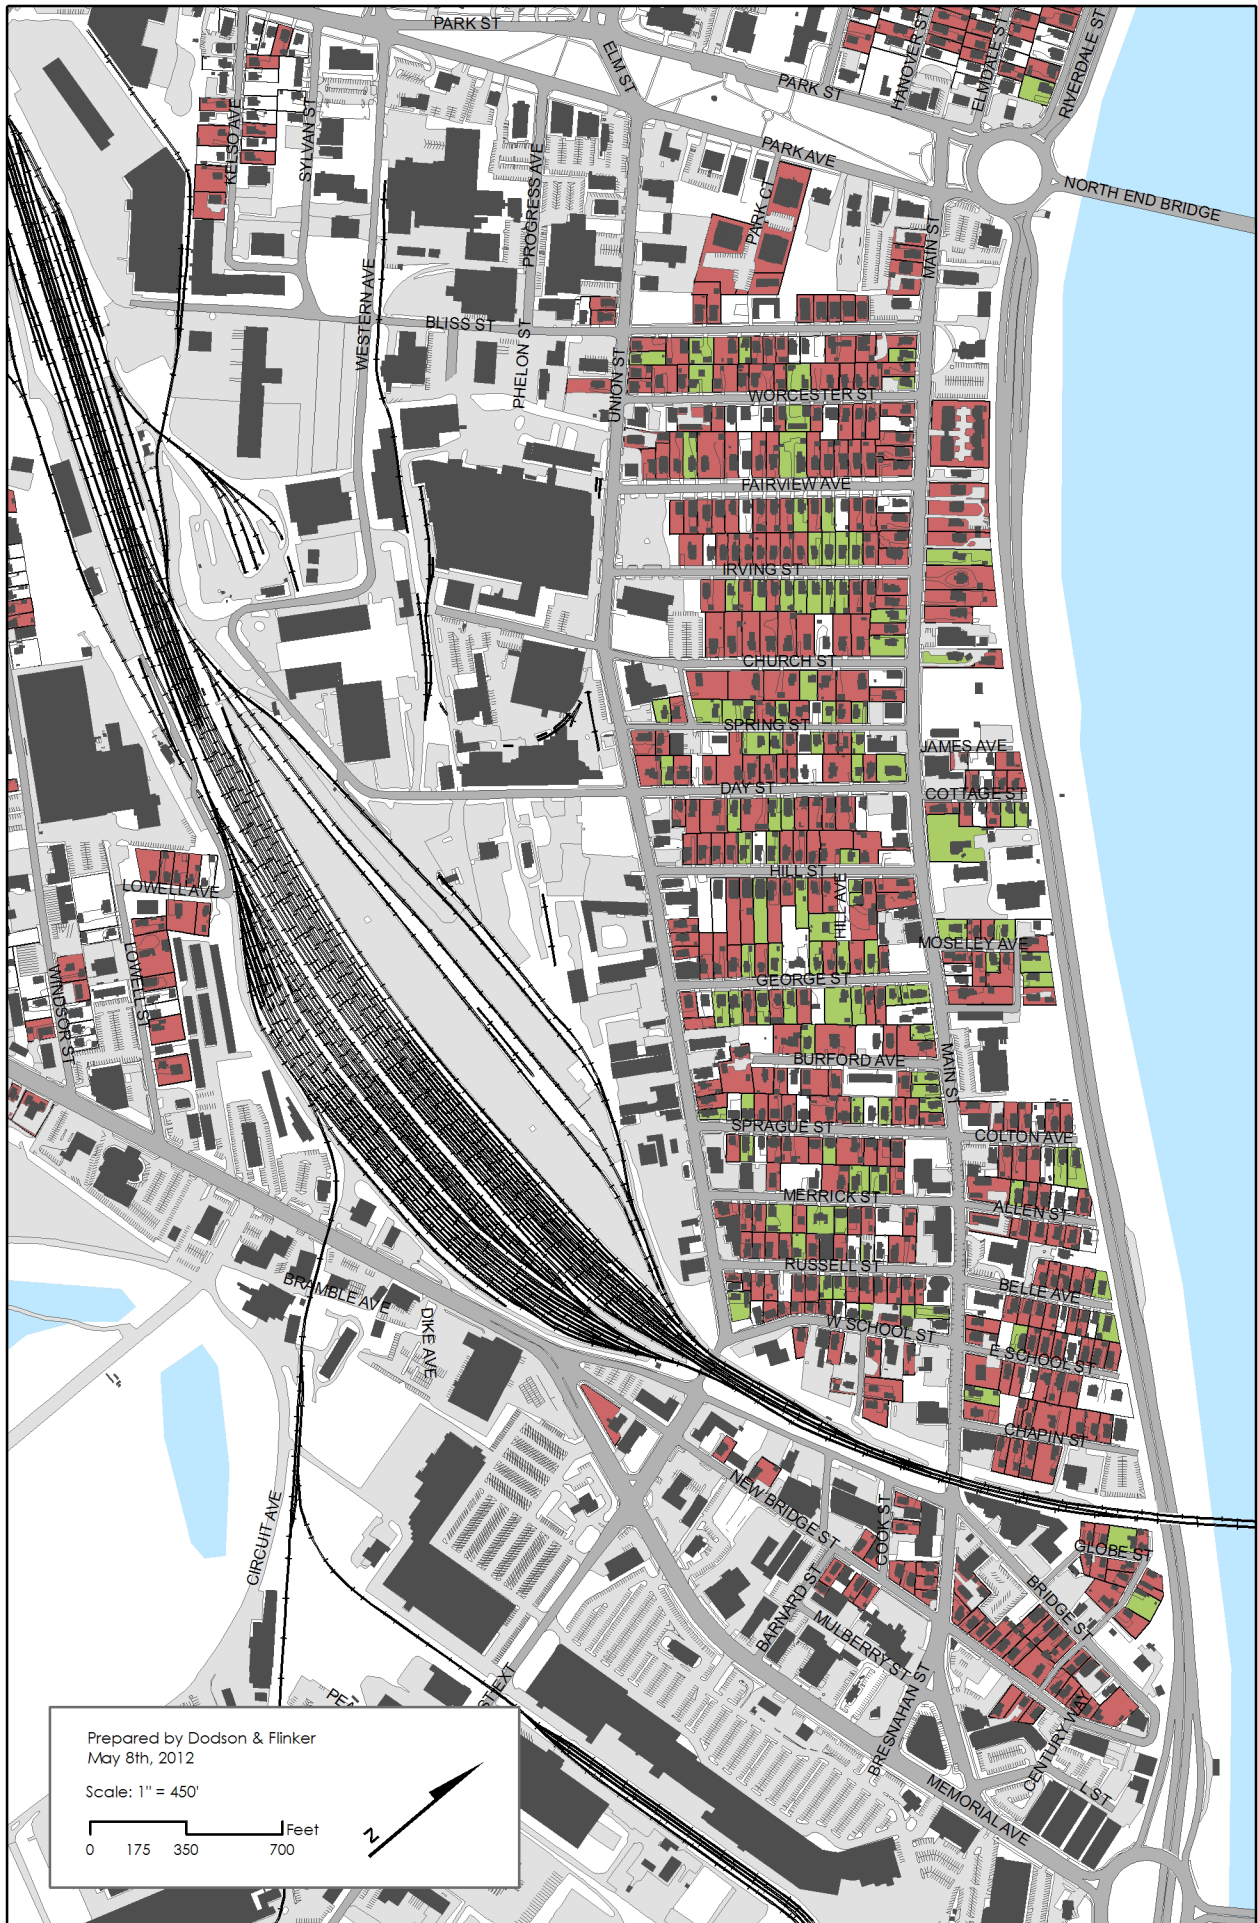 PARK ST
ELM ST
PARK ST
HANOVER ST
ELMDALE ST
RIVERDALE ST
KELSO AVE
SYLVAN ST
PROGRESS AVE
PARK AVE
PARK CT
MAIN ST
NORTH END BRIDGE
WESTERN AVE
BLISS ST
PHELON ST
UNION ST
WORCESTER ST
FAIRVIEW AVE
IRVING ST
CHURCH ST
SPRING ST
JAMES AVE
DAY ST
COTTAGE ST
HILL ST
LOWELL AVE
HILL AVE
MOSELEY AVE
LOWELL ST
WINDSOR ST
GEORGE ST
BURFORD AVE
MAIN ST
SPRAGUE ST
COLTON AVE
MERRICK ST
ALLEN ST
RUSSELL ST
BELLE AVE
BRAMBLE AVE
DIKE AVE
W SCHOOL ST
E SCHOOL ST
CHAPIN ST
NEW BRIDGE ST
COOK ST
CIRCUIT AVE
GLOBE ST
BRIDGE ST
BARNARD ST
MULBERRY ST
BRESNAHAN ST
CENTURY WAY
L ST
MEMORIAL AVE
PEA
ST EXT
Prepared by Dodson & Flinker
May 8th, 2012
Scale: 1" = 450'
Feet
0 175 350 700
N